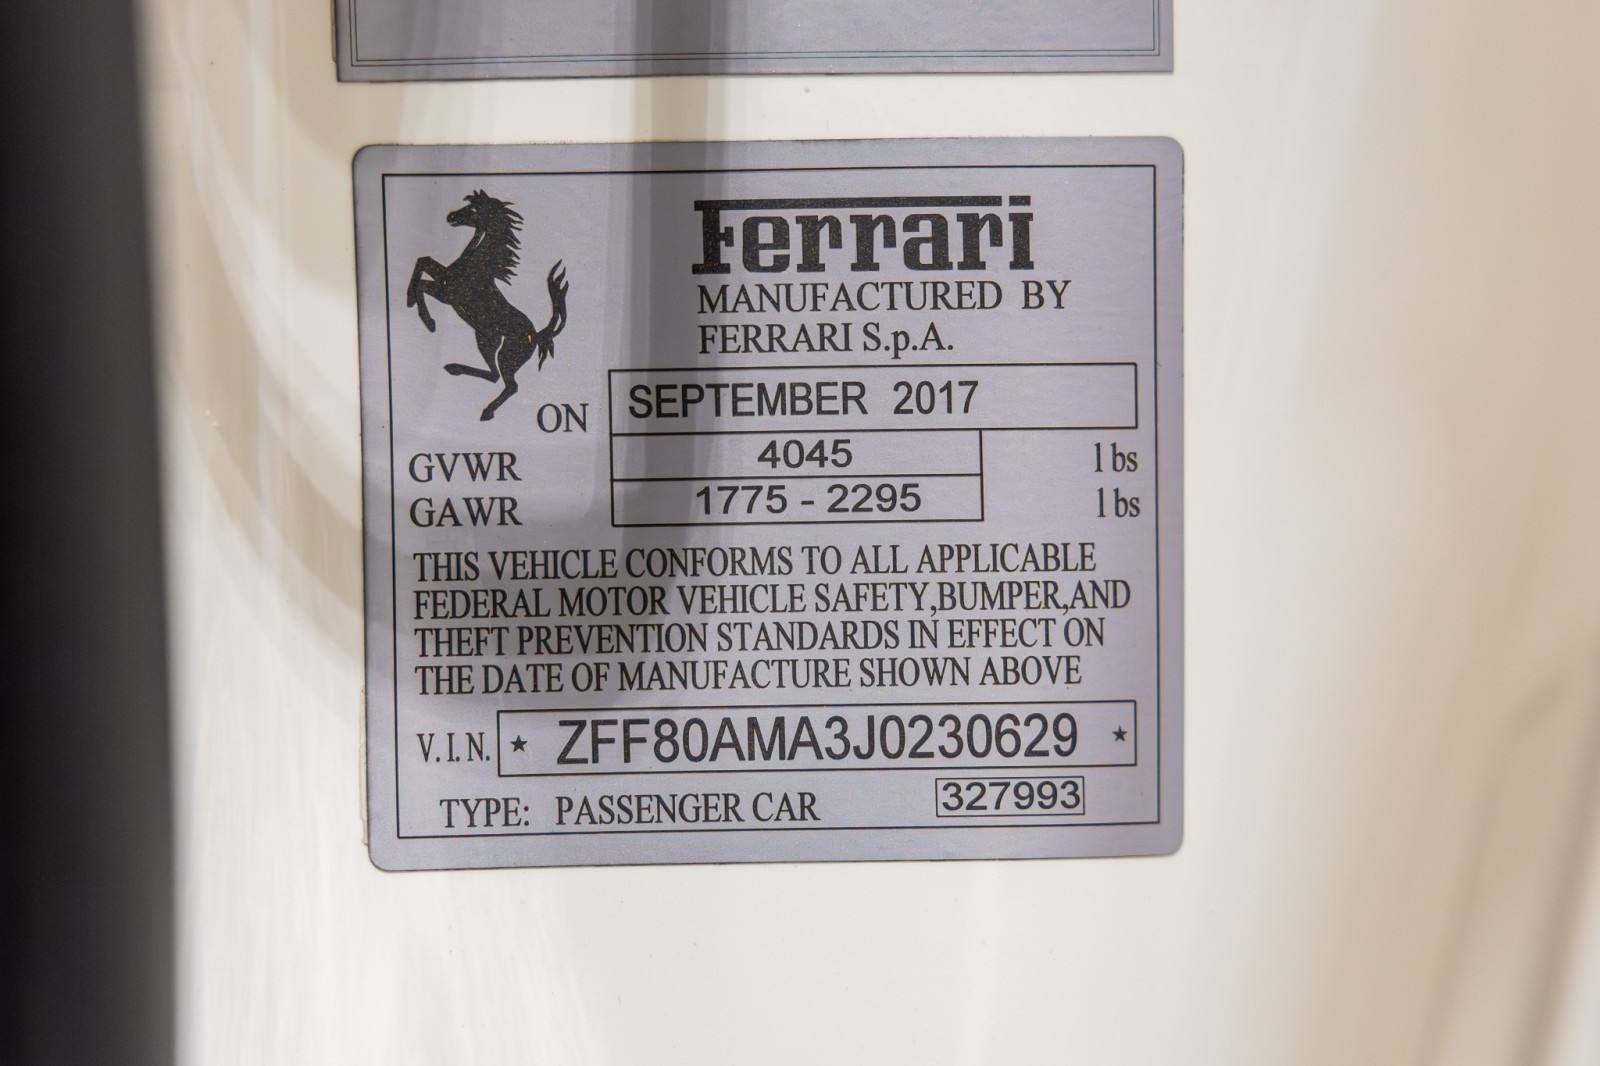 Ferrari
MANUFACTURED BY
FERRARI S.p.A.
ON SEPTEMBER 2017
GVWR 4045 lbs
GAWR 1775 - 2295 lbs
THIS VEHICLE CONFORMS TO ALL APPLICABLE
FEDERAL MOTOR VEHICLE SAFETY,BUMPER,AND
THEFT PREVENTION STANDARDS IN EFFECT ON
THE DATE OF MANUFACTURE SHOWN ABOVE
V.I.N. ★ ZFF80AMA3J0230629 ★
TYPE: PASSENGER CAR 327993